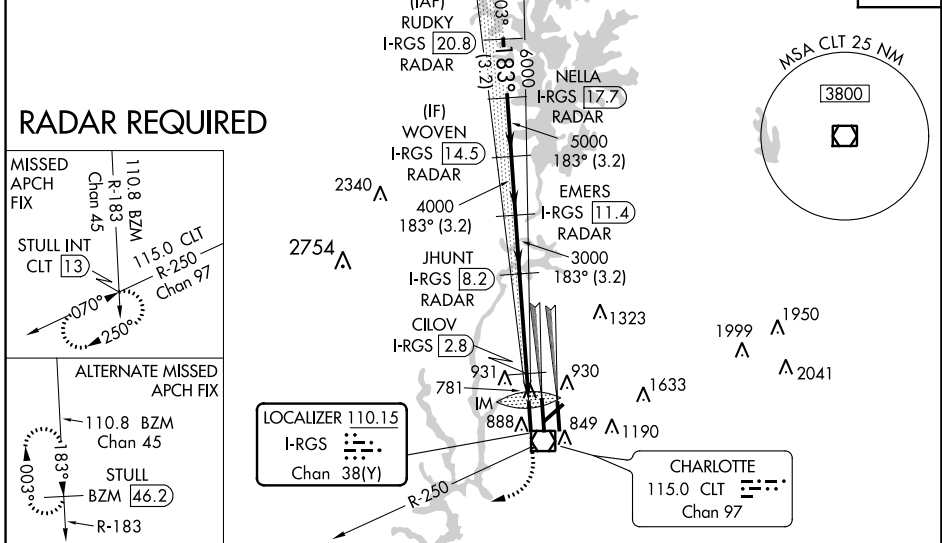 (IAF)
RUDKY
I-RGS 20.8
RADAR
(3.2)
03°
183°
6000
NELLA
I-RGS 17.7
RADAR
(IF)
WOVEN
I-RGS 14.5
RADAR
5000
183° (3.2)
4000
183° (3.2)
EMERS
I-RGS 11.4
RADAR
JHUNT
I-RGS 8.2
RADAR
3000
183° (3.2)
CILOV
I-RGS 2.8
MSA CLT 25 NM
3800
RADAR REQUIRED
MISSED
APCH
FIX
110.8 BZM
R-183
Chan 45
STULL INT
CLT 13
115.0 CLT
R-250
Chan 97
070°
250°
ALTERNATE MISSED
APCH FIX
110.8 BZM
Chan 45
183°
003°
STULL
BZM 46.2
R-183
2340
2754
1323
1950
1999
2041
931
930
781
1633
IM
888
849
1190
LOCALIZER 110.15
I-RGS
Chan 38(Y)
R-250
CHARLOTTE
115.0 CLT
Chan 97